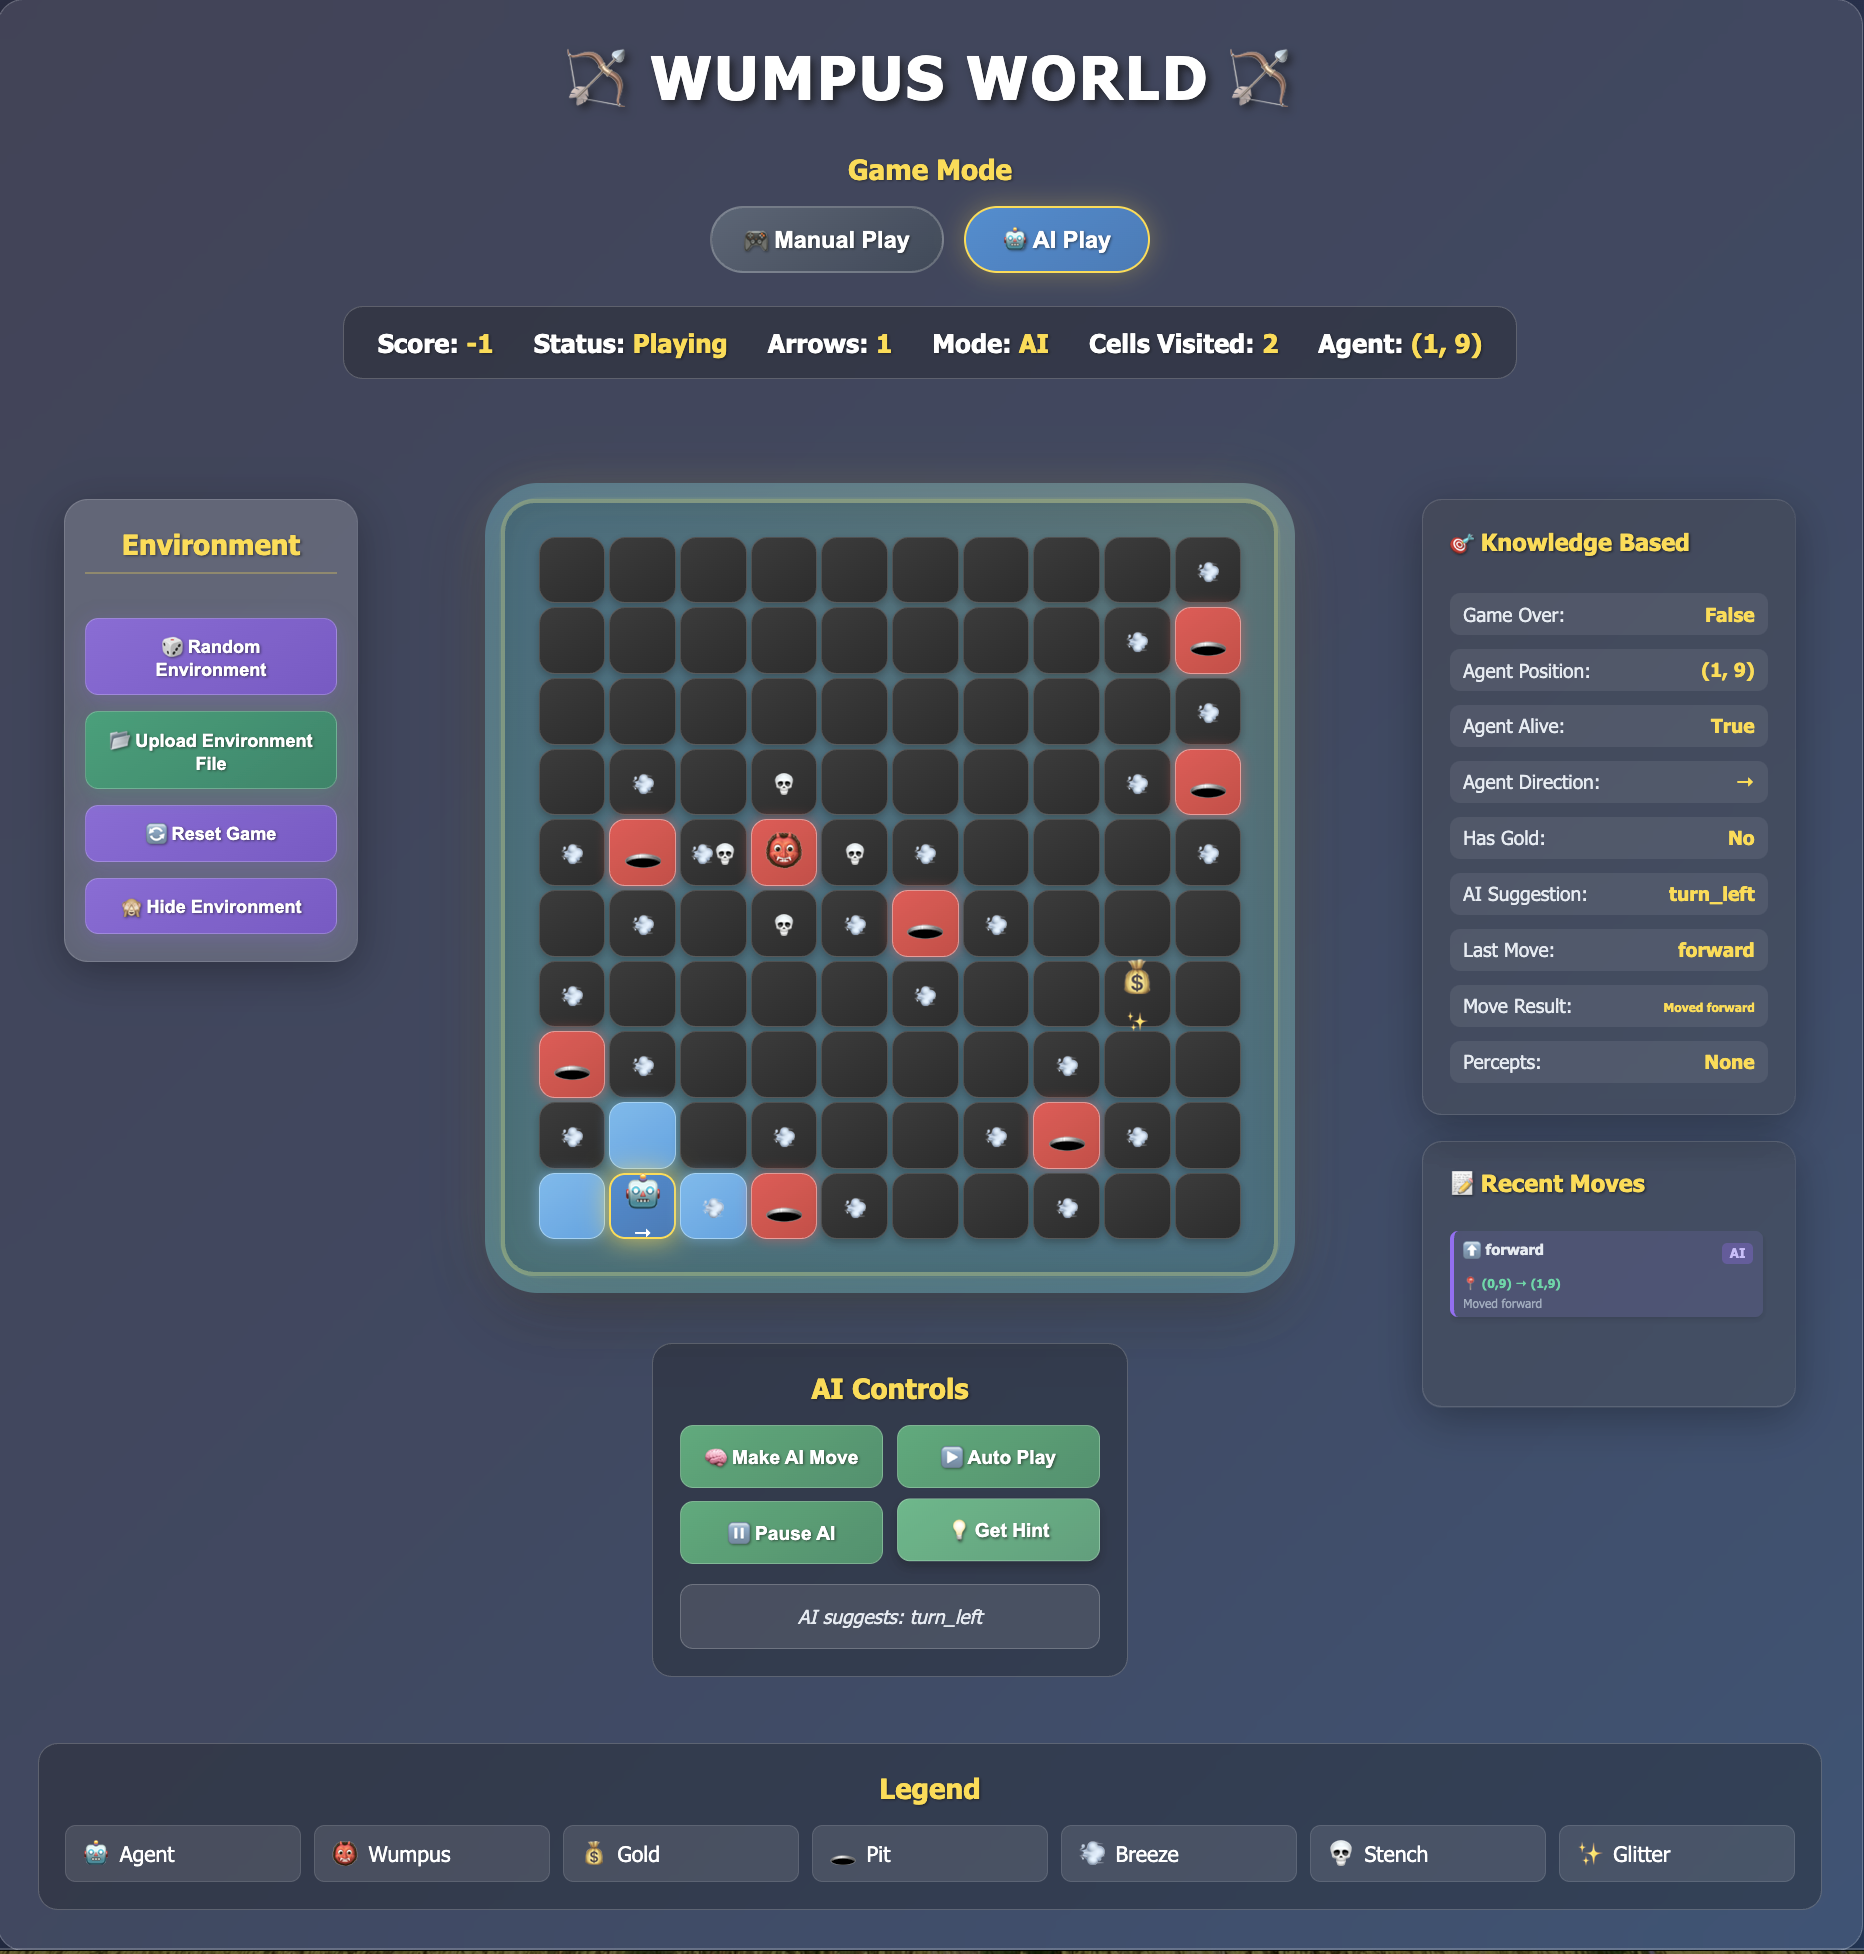 WUMPUS WORLD
Game Mode
Manual Play
AI Play
Score: -1 Status: Playing Arrows: 1 Mode: AI Cells Visited: 2 Agent: (1, 9)
Environment
Random
Environment
Upload Environment
File
Reset Game
Hide Environment
→
Knowledge Based
Game Over: False
Agent Position: (1, 9)
Agent Alive: True
Agent Direction: →
Has Gold: No
AI Suggestion: turn_left
Last Move: forward
Move Result: Moved forward
Percepts: None
Recent Moves
forward AI
(0,9) → (1,9)
Moved forward
AI Controls
Make AI Move
Auto Play
Pause AI
Get Hint
AI suggests: turn_left
Legend
Agent
Wumpus
Gold
Pit
Breeze
Stench
Glitter